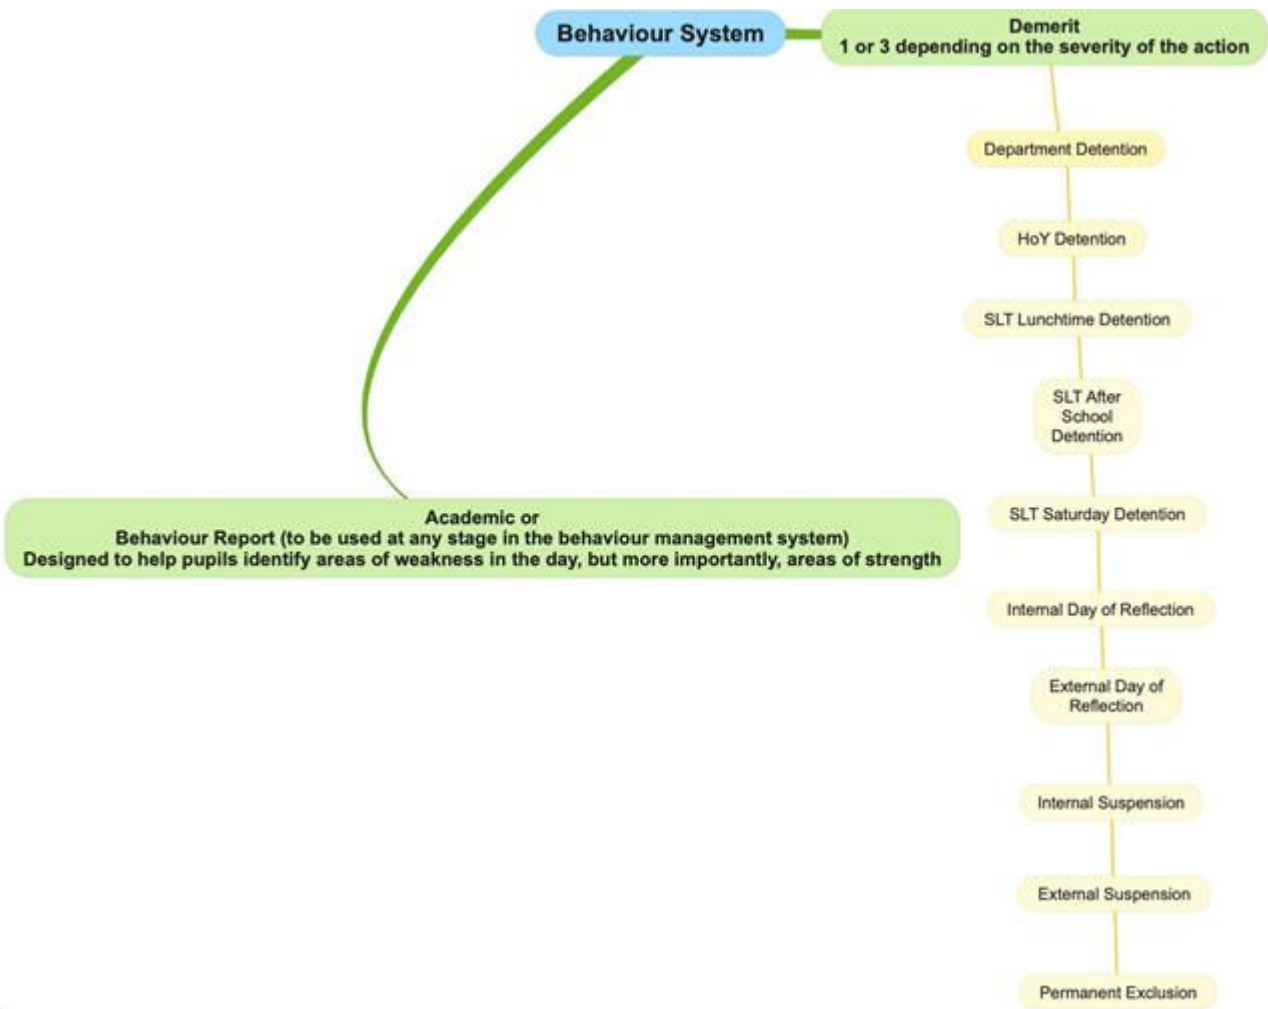 Behaviour System
Demerit
1 or 3 depending on the severity of the action
Department Detention
HoY Detention
SLT Lunchtime Detention
SLT After
School
Detention
SLT Saturday Detention
Internal Day of Reflection
External Day of
Reflection
Internal Suspension
External Suspension
Permanent Exclusion
Academic or
Behaviour Report (to be used at any stage in the behaviour management system)
Designed to help pupils identify areas of weakness in the day, but more importantly, areas of strength